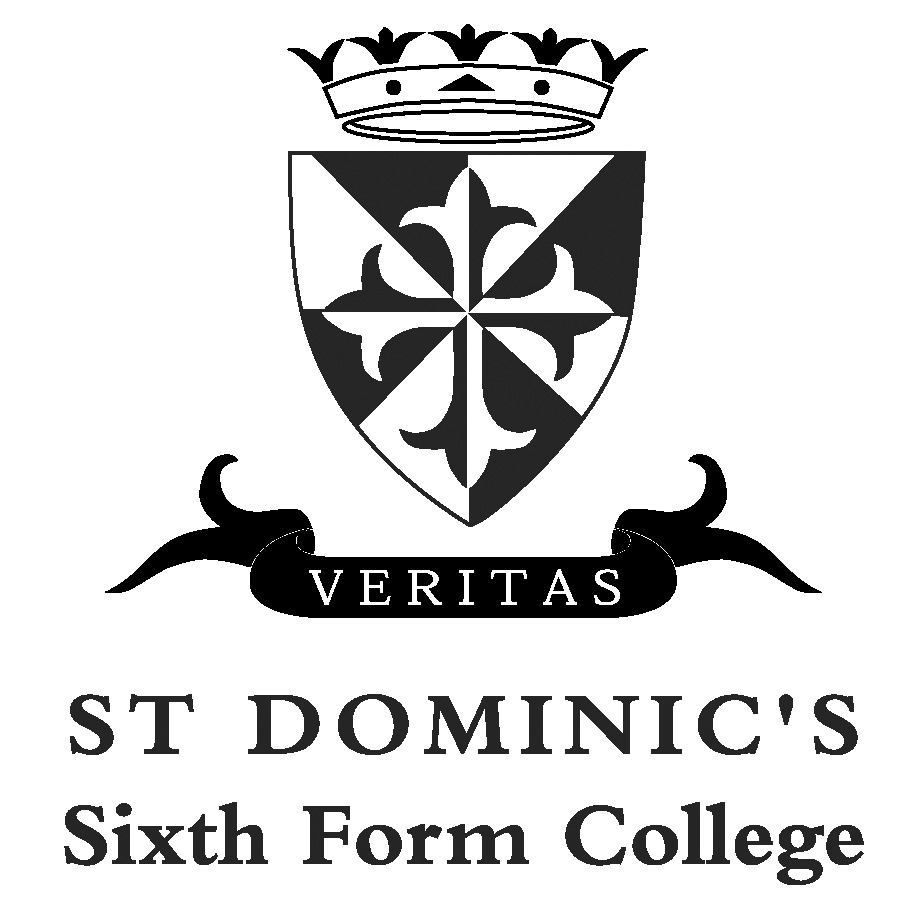 VERITAS
ST DOMINIC'S
Sixth Form College